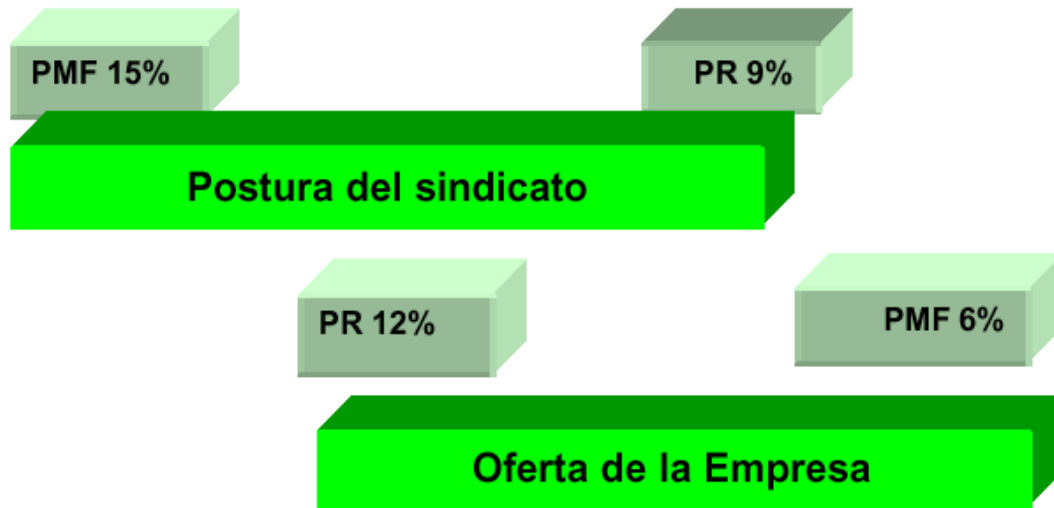 PMF 15%
PR 9%
Postura del sindicato
PR 12%
PMF 6%
Oferta de la Empresa